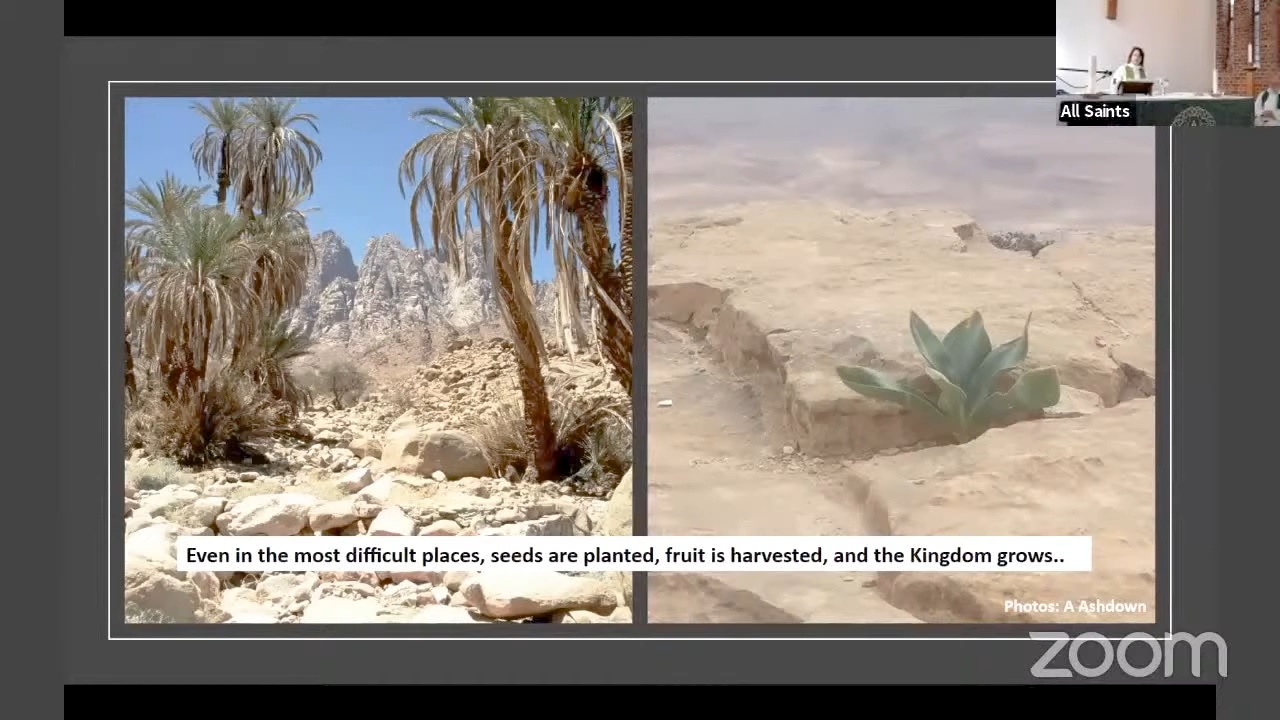 All Saints
Even in the most difficult places, seeds are planted, fruit is harvested, and the Kingdom grows..
Photos: A Ashdown
zoom